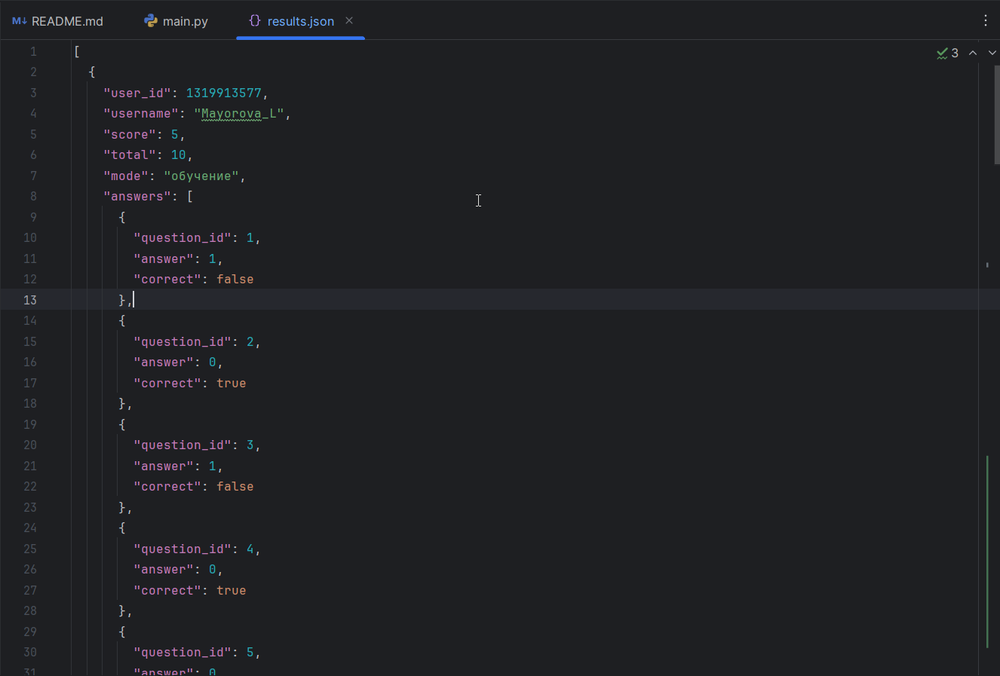 M↓ README.md main.py {} results.json ×
3
1 [
2 {
3 "user_id": 1319913577,
4 "username": "Mayorova_L",
5 "score": 5,
6 "total": 10,
7 "mode": "обучение",
8 "answers": [
9 {
10 "question_id": 1,
11 "answer": 1,
12 "correct": false
13 },
14 {
15 "question_id": 2,
16 "answer": 0,
17 "correct": true
18 },
19 {
20 "question_id": 3,
21 "answer": 1,
22 "correct": false
23 },
24 {
25 "question_id": 4,
26 "answer": 0,
27 "correct": true
28 },
29 {
30 "question_id": 5,
31 "answer": 0